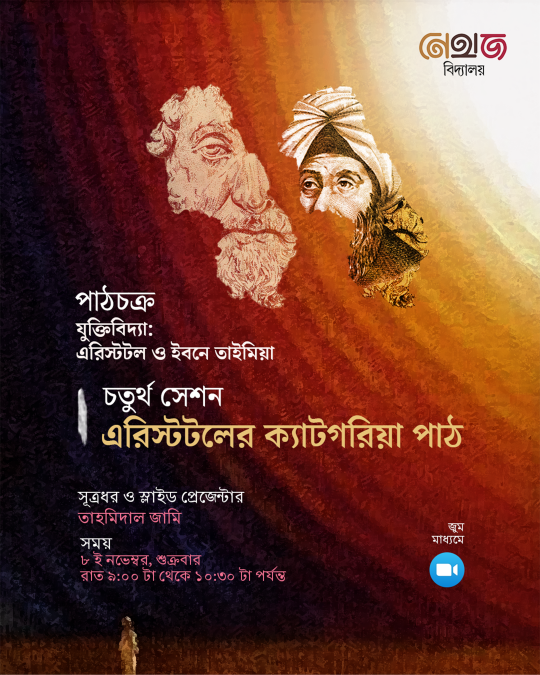 নেহাজ
বিদ্যালয়
পাঠচক্র
যুক্তিবিদ্যা:
এরিস্টটল ও ইবনে তাইমিয়া
চতুর্থ সেশন
এরিস্টটলের ক্যাটগরিয়া পাঠ
সূত্রধর ও স্লাইড প্রেজেন্টার
তাহমিদাল জামি
সময়
৮ ই নভেম্বর, শুক্রবার
রাত ৯:০০ টা থেকে ১০:৩০ টা পর্যন্ত
জুম
মাধ্যমে